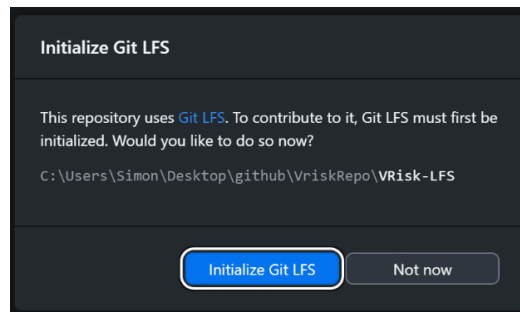 Initialize Git LFS
This repository uses Git LFS. To contribute to it, Git LFS must first be
initialized. Would you like to do so now?
C:\Users\Simon\Desktop\github\VriskRepo\VRisk-LFS
Initialize Git LFS
Not now